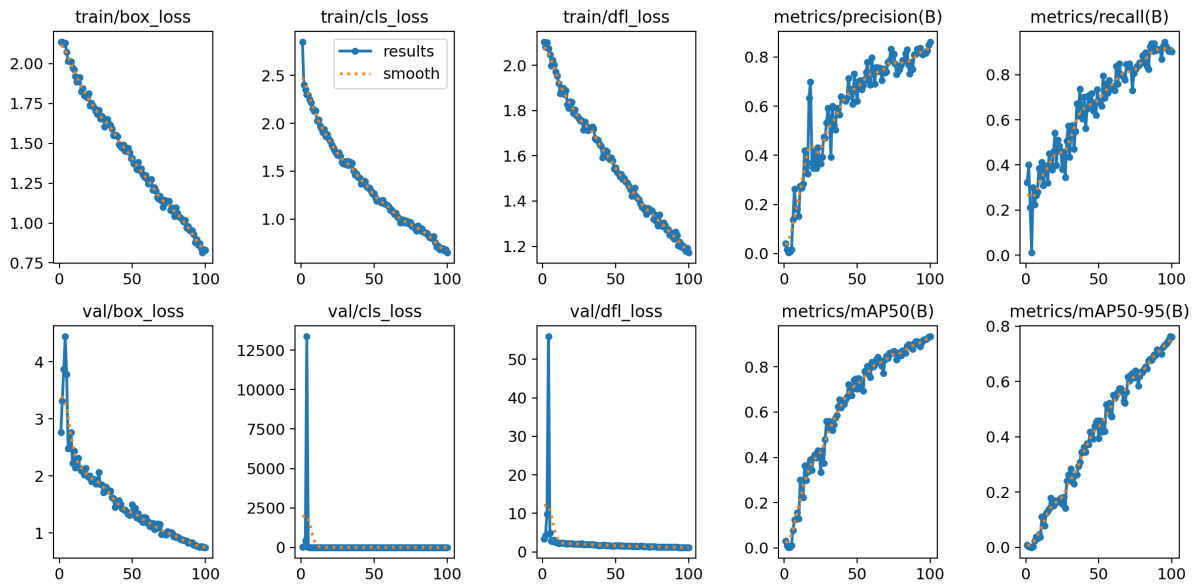 train/box_loss
train/cls_loss
train/dfl_loss
metrics/precision(B)
metrics/recall(B)
2.00
1.75
1.50
1.25
1.00
0.75
0 50 100
results
smooth
2.5
2.0
1.5
1.0
0 50 100
2.0
1.8
1.6
1.4
1.2
0 50 100
0.8
0.6
0.4
0.2
0.0
0 50 100
0.8
0.6
0.4
0.2
0.0
0 50 100
val/box_loss
val/cls_loss
val/dfl_loss
metrics/mAP50(B)
metrics/mAP50-95(B)
4
3
2
1
0 50 100
12500
10000
7500
5000
2500
0
0 50 100
50
40
30
20
10
0
0 50 100
0.8
0.6
0.4
0.2
0.0
0 50 100
0.8
0.6
0.4
0.2
0.0
0 50 100